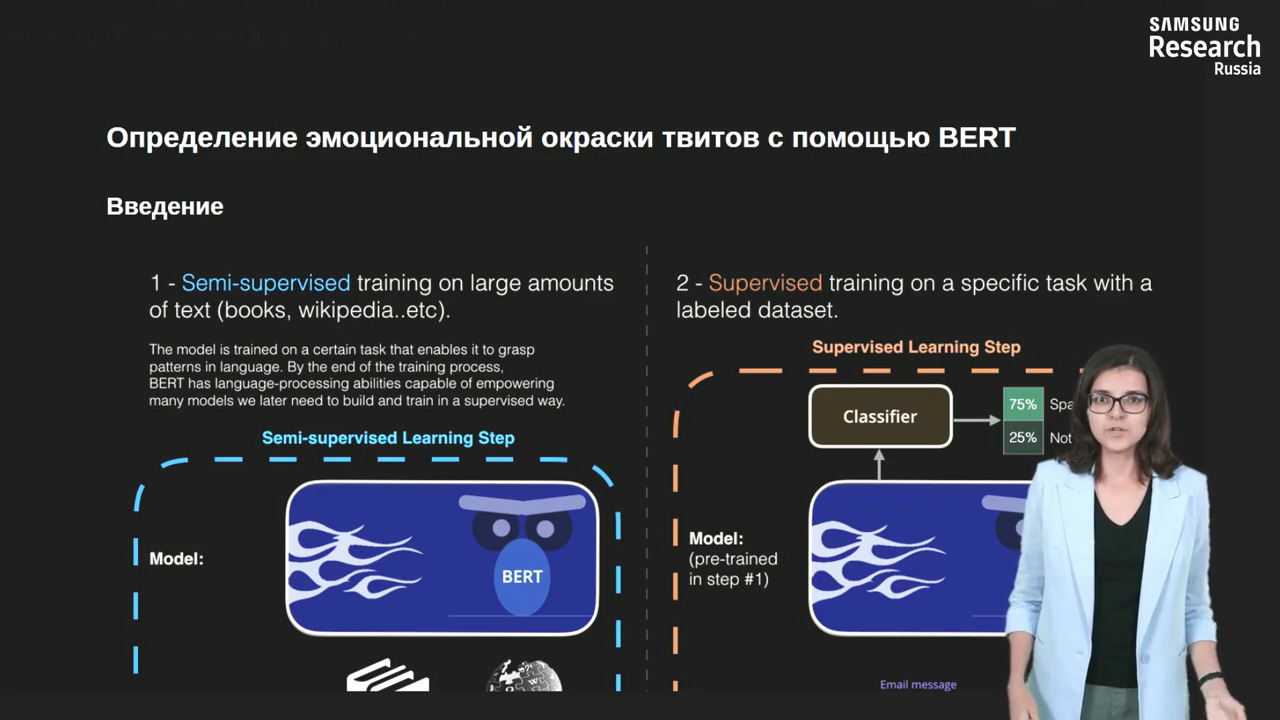 SAMSUNG
Research
Russia
Определение эмоциональной окраски твитов с помощью BERT
Введение
1 - Semi-supervised training on large amounts
of text (books, wikipedia..etc).
The model is trained on a certain task that enables it to grasp
patterns in language. By the end of the training process,
BERT has language-processing abilities capable of empowering
many models we later need to build and train in a supervised way.
Semi-supervised Learning Step
Model:
BERT
2 - Supervised training on a specific task with a
labeled dataset.
Supervised Learning Step
Classifier
75% Spa
25% Not
Model:
(pre-trained
in step #1)
Email message